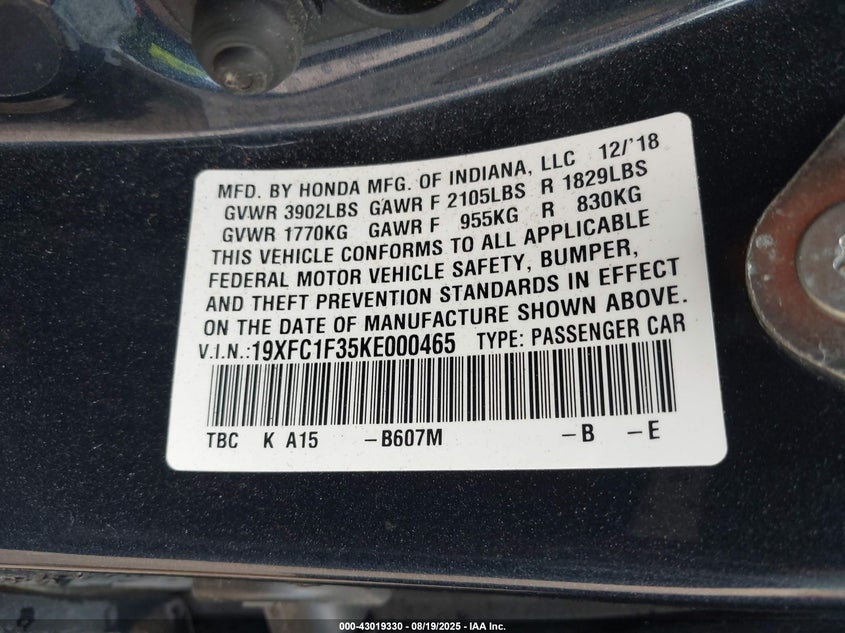 MFD. BY HONDA MFG. OF INDIANA, LLC 12/'18
GVWR 3902LBS GAWR F 2105LBS R 1829LBS
GVWR 1770KG GAWR F 955KG R 830KG
THIS VEHICLE CONFORMS TO ALL APPLICABLE
FEDERAL MOTOR VEHICLE SAFETY, BUMPER,
AND THEFT PREVENTION STANDARDS IN EFFECT
ON THE DATE OF MANUFACTURE SHOWN ABOVE.
V.I.N.:19XFC1F35KE000465 TYPE: PASSENGER CAR
TBC K A15 -B607M -B -E
000-43019330 - 08/19/2025 - IAA Inc.